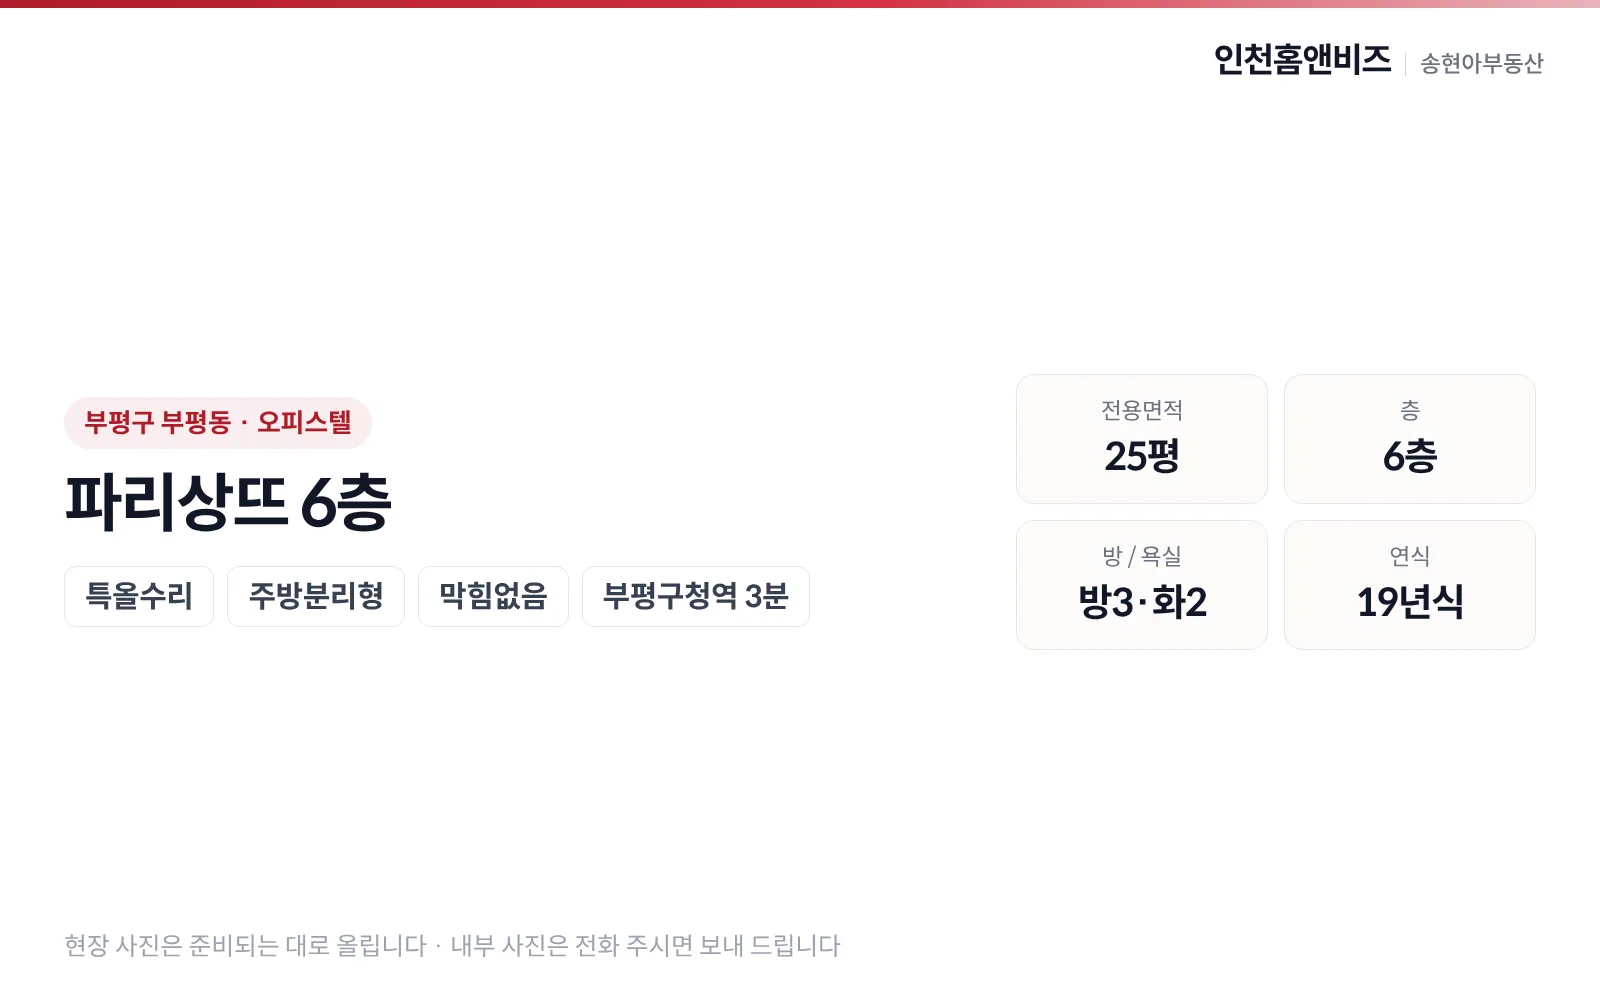 인천홈앤비즈 송현아부동산
부평구 부평동 · 오피스텔
파리상뜨 6층
특올수리 주방분리형 막힘없음 부평구청역 3분
전용면적
25평
층
6층
방 / 욕실
방3·화2
연식
19년식
현장 사진은 준비되는 대로 올립니다 · 내부 사진은 전화 주시면 보내 드립니다